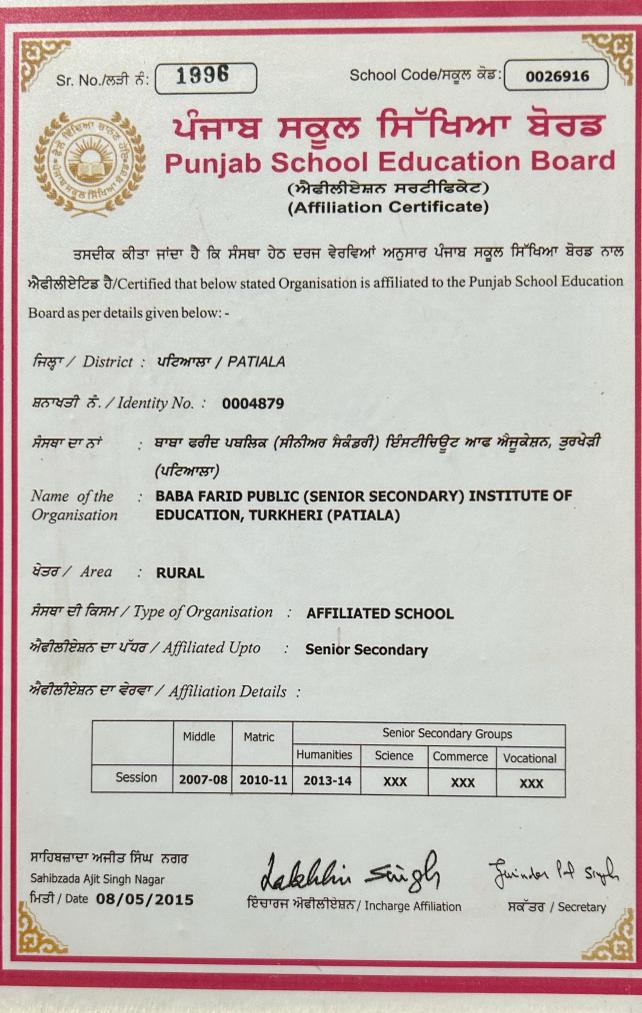 Sr. No./ਲੜੀ ਨੰ: 1996
School Code/ਸਕੂਲ ਕੋਡ: 0026916
ਪੰਜਾਬ ਸਕੂਲ ਸਿੱਖਿਆ ਬੋਰਡ
Punjab School Education Board
(ਐਫੀਲੀਏਸ਼ਨ ਸਰਟੀਫਿਕੇਟ)
(Affiliation Certificate)
ਤਸਦੀਕ ਕੀਤਾ ਜਾਂਦਾ ਹੈ ਕਿ ਸੰਸਥਾ ਹੇਠ ਦਰਜ ਵੇਰਵਿਆਂ ਅਨੁਸਾਰ ਪੰਜਾਬ ਸਕੂਲ ਸਿੱਖਿਆ ਬੋਰਡ ਨਾਲ
ਐਫੀਲੀਏਟਿਡ ਹੈ/Certified that below stated Organisation is affiliated to the Punjab School Education
Board as per details given below: -
ਜਿਲ੍ਹਾ / District : ਪਟਿਆਲਾ / PATIALA
ਸ਼ਨਾਖਤੀ ਨੰ. / Identity No. : 0004879
ਸੰਸਥਾ ਦਾ ਨਾਂ : ਬਾਬਾ ਫਰੀਦ ਪਬਲਿਕ (ਸੀਨੀਅਰ ਸੈਕੰਡਰੀ) ਇੰਸਟੀਚਿਊਟ ਆਫ ਐਜੂਕੇਸ਼ਨ, ਤੁਰਖੇੜੀ
(ਪਟਿਆਲਾ)
Name of the : BABA FARID PUBLIC (SENIOR SECONDARY) INSTITUTE OF
Organisation EDUCATION, TURKHERI (PATIALA)
ਖੇਤਰ / Area : RURAL
ਸੰਸਥਾ ਦੀ ਕਿਸਮ / Type of Organisation : AFFILIATED SCHOOL
ਐਫੀਲੀਏਸ਼ਨ ਦਾ ਪੱਧਰ / Affiliated Upto : Senior Secondary
ਐਫੀਲੀਏਸ਼ਨ ਦਾ ਵੇਰਵਾ / Affiliation Details :
Middle Matric Senior Secondary Groups
Humanities Science Commerce Vocational
Session 2007-08 2010-11 2013-14 XXX XXX XXX
ਸਾਹਿਬਜ਼ਾਦਾ ਅਜੀਤ ਸਿੰਘ ਨਗਰ
Sahibzada Ajit Singh Nagar
ਮਿਤੀ / Date 08/05/2015
Lakhhir Singh
ਇੰਚਾਰਜ ਐਫੀਲੀਏਸ਼ਨ/ Incharge Affiliation
Singh
ਸਕੱਤਰ / Secretary